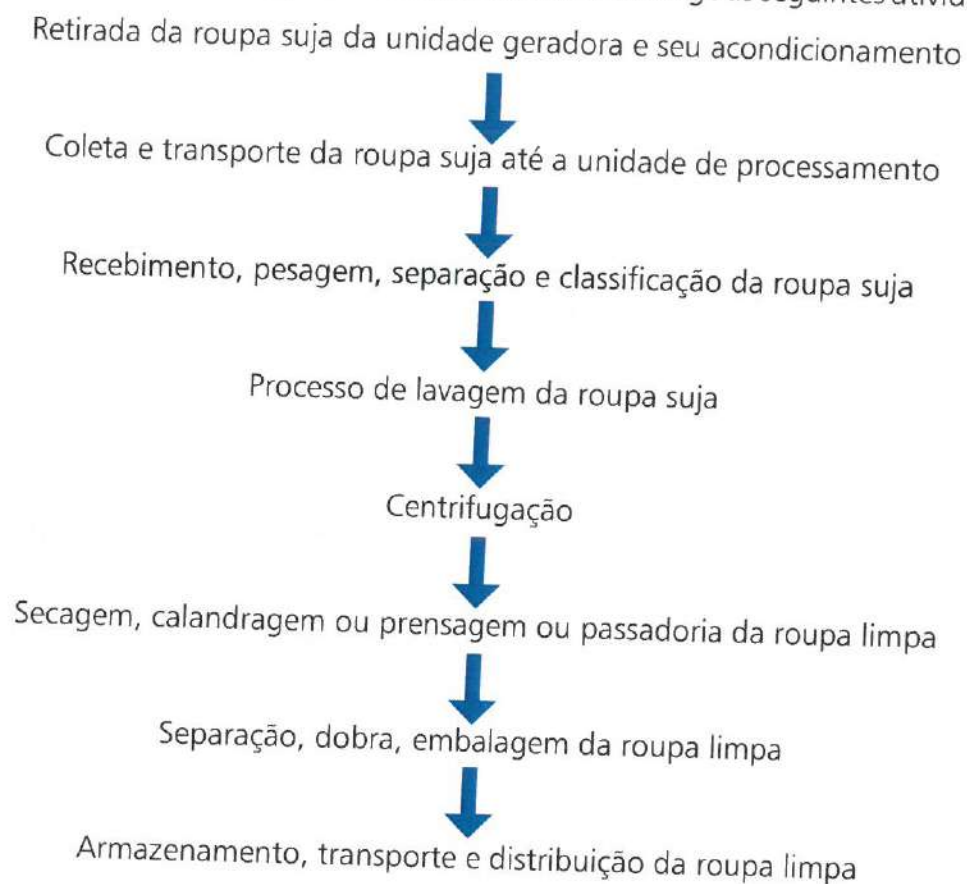 seguintes
Retirada da roupa suja da unidade geradora e seu acondicionamento
Coleta e transporte da roupa suja até a unidade de processamento
Recebimento, pesagem, separação e classificação da roupa suja
Processo de lavagem da roupa suja
Centrifugação
Secagem, calandragem ou prensagem ou passadoria da roupa limpa
Separação, dobra, embalagem da roupa limpa
Armazenamento, transporte e distribuição da roupa limpa